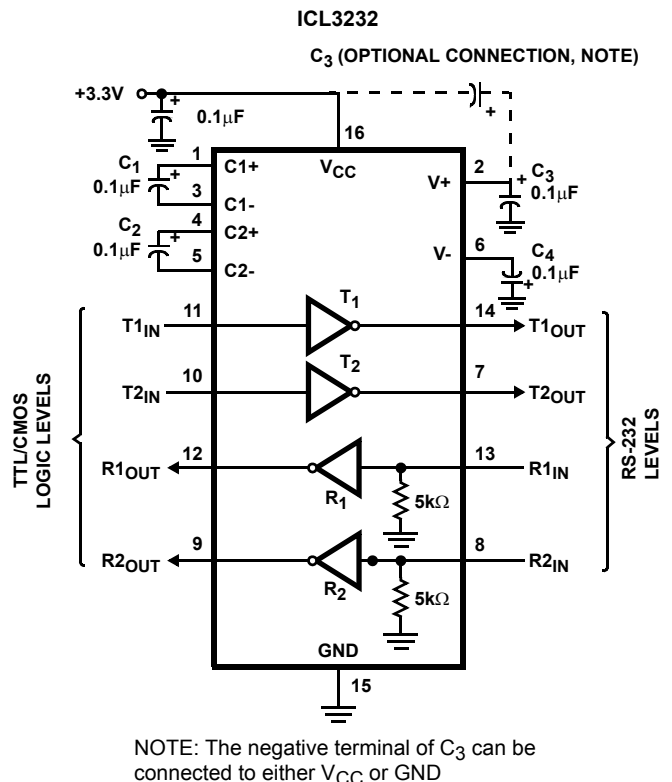 ICL3232
C3 (OPTIONAL CONNECTION, NOTE)
+3.3V
+
0.1µF
+
16
VCC
1
C1+
C1
0.1µF
+
3
C1-
4
C2+
C2
0.1µF
+
5
C2-
2
V+
+
C3
0.1µF
6
V-
C4
0.1µF
+
T1
11
T1IN
14
T1OUT
T2
10
T2IN
7
T2OUT
12
R1OUT
R1
13
R1IN
5kΩ
9
R2OUT
R2
8
R2IN
5kΩ
TTL/CMOS
LOGIC LEVELS
RS-232
LEVELS
GND
15
NOTE: The negative terminal of C3 can be
connected to either VCC or GND